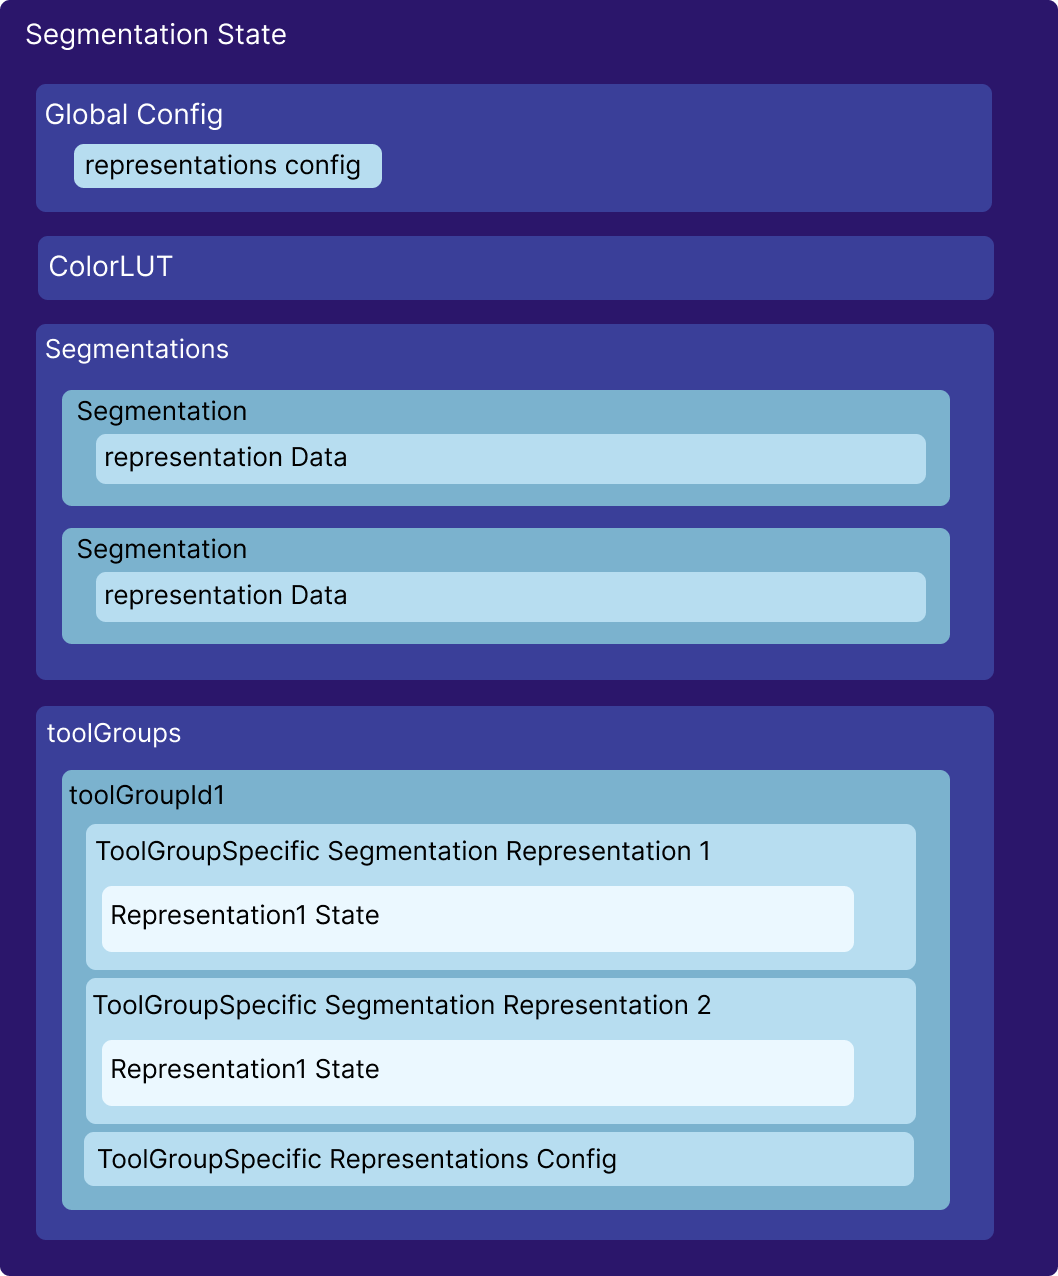 Segmentation State
Global Config
representations config
ColorLUT
Segmentations
Segmentation
representation Data
Segmentation
representation Data
toolGroups
toolGroupId1
ToolGroupSpecific Segmentation Representation 1
Representation1 State
ToolGroupSpecific Segmentation Representation 2
Representation1 State
ToolGroupSpecific Representations Config